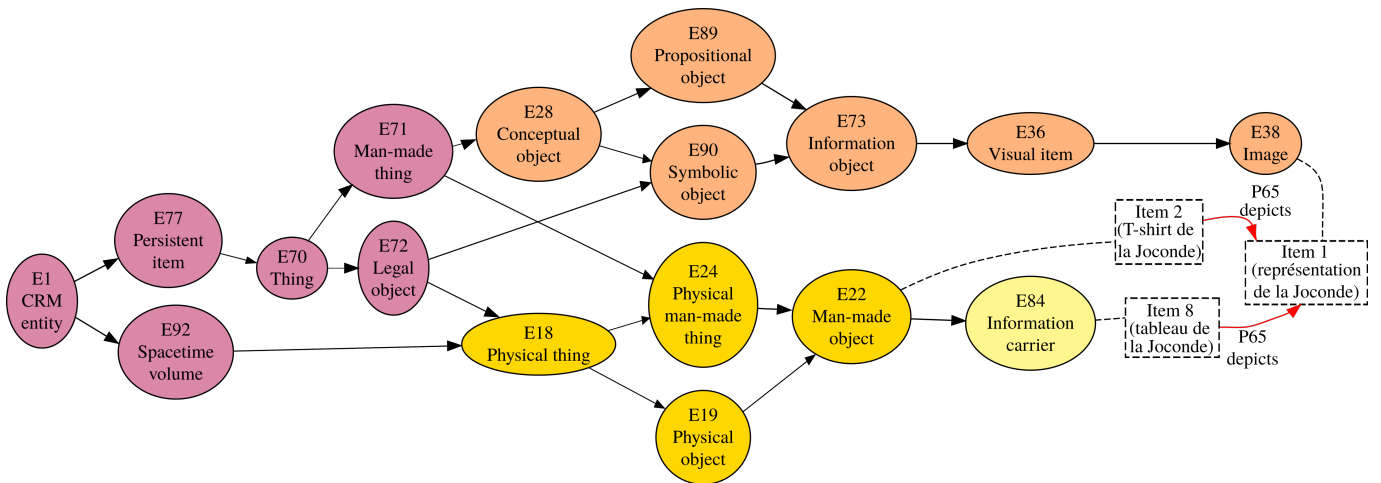 E1
CRM
entity
E77
Persistent
item
E92
Spacetime
volume
E70
Thing
E71
Man-made
thing
E72
Legal
object
E28
Conceptual
object
E18
Physical thing
E89
Propositional
object
E90
Symbolic
object
E24
Physical
man-made
thing
E19
Physical
object
E73
Information
object
E22
Man-made
object
E36
Visual item
E84
Information
carrier
E38
Image
Item 2
(T-shirt de
la Joconde)
Item 8
(tableau de
la Joconde)
P65
depicts
Item 1
(représentation
de la Joconde)
P65
depicts